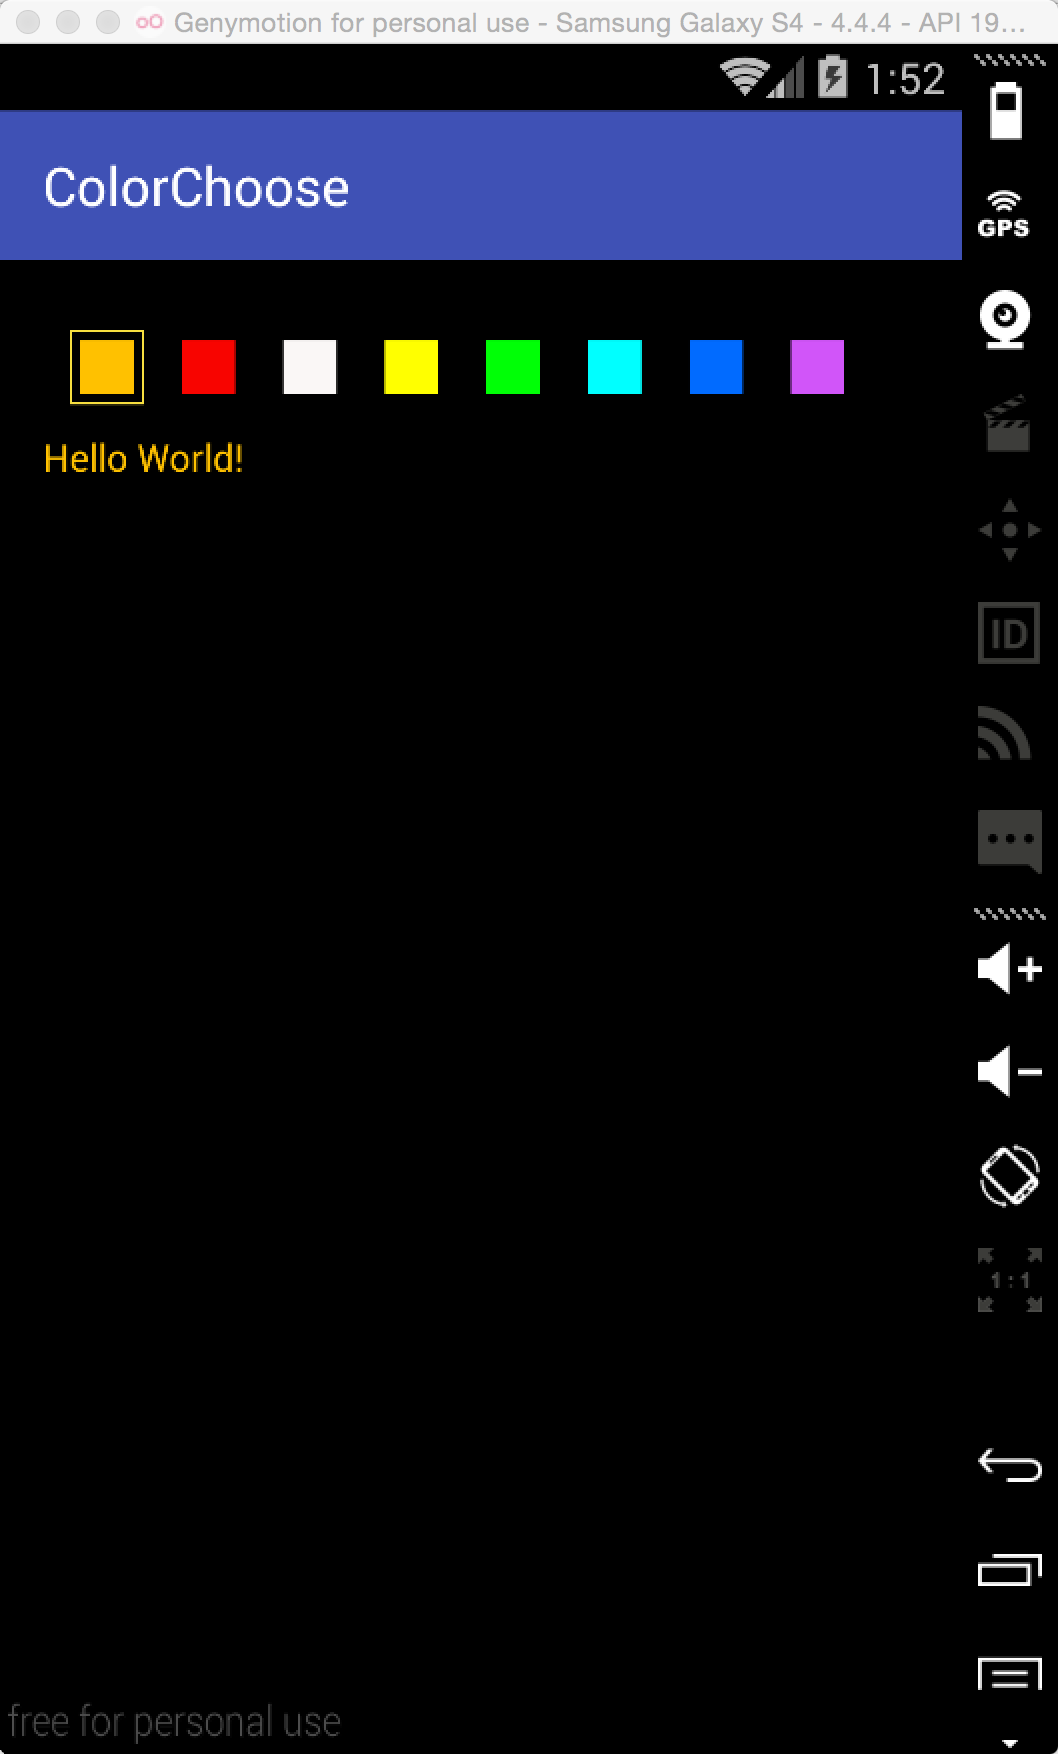 Genymotion for personal use - Samsung Galaxy S4 - 4.4.4 - API 19...
1:52
ColorChoose
GPS
Hello World!
ID
1:1
free for personal use